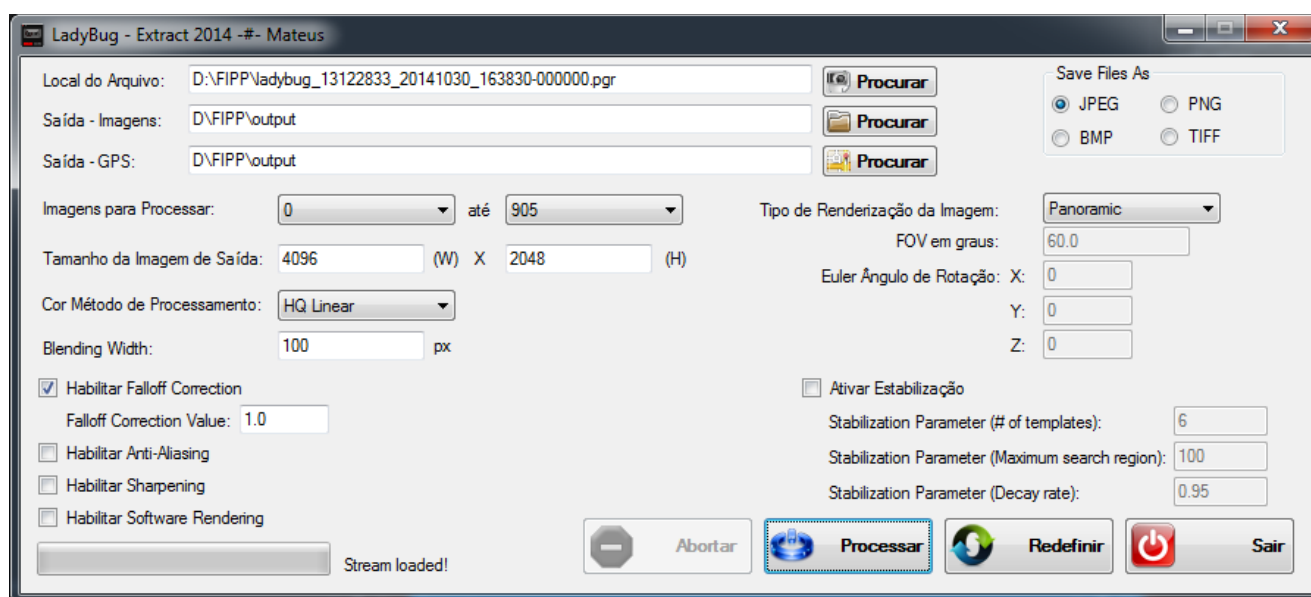 LadyBug - Extract 2014 -#- Mateus
Local do Arquivo: D:\FIPP\ladybug_13122833_20141030_163830-000000.pgr Procurar
Saída - Imagens: D\FIPP\output Procurar
Saída - GPS: D\FIPP\output Procurar
Save Files As
JPEG PNG
BMP TIFF
Imagens para Processar: 0 até 905
Tamanho da Imagem de Saída: 4096 (W) X 2048 (H)
Cor Método de Processamento: HQ Linear
Blending Width: 100 px
Tipo de Renderização da Imagem: Panoramic
FOV em graus: 60.0
Euler Ângulo de Rotação: X: 0
Y: 0
Z: 0
Habilitar Falloff Correction
Falloff Correction Value: 1.0
Habilitar Anti-Aliasing
Habilitar Sharpening
Habilitar Software Rendering
Ativar Estabilização
Stabilization Parameter (# of templates): 6
Stabilization Parameter (Maximum search region): 100
Stabilization Parameter (Decay rate): 0.95
Stream loaded!
Abortar Processar Redefinir Sair